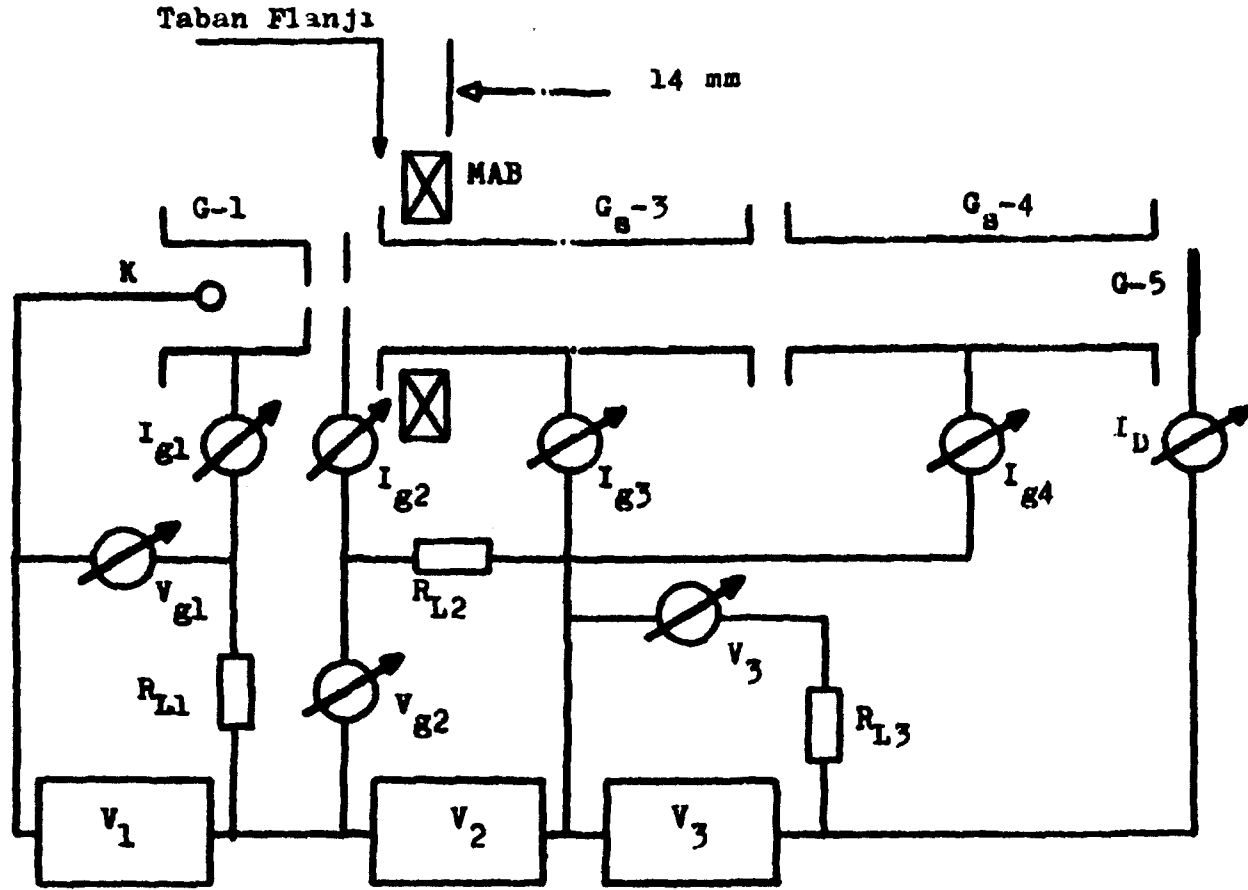 Taban Flanjı
14 mm
MAB
G-1
Gs-3
Gs-4
K
G-5
Ig1
Ig2
Ig3
Ig4
ID
Vg1
RL2
V3
RL1
Vg2
RL3
V1
V2
V3